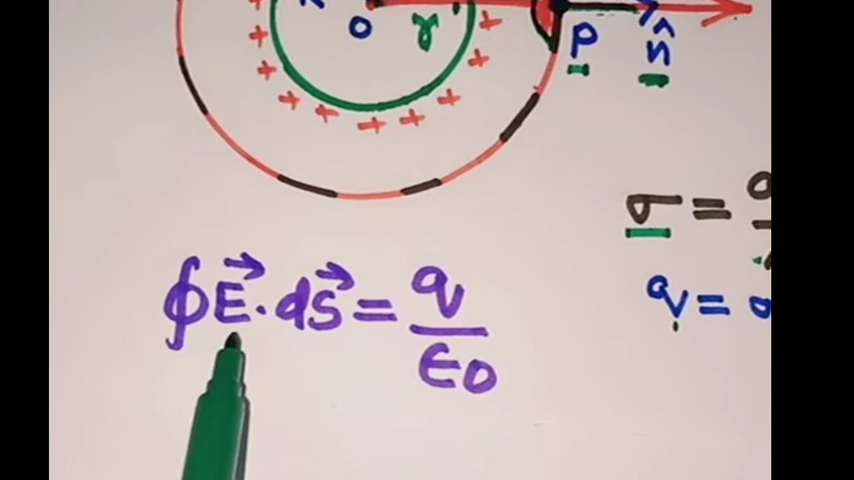 O r P n̂
+ + + + + + + + + + +
σ =
∮E⃗·dS⃗ = q/ε0
q =